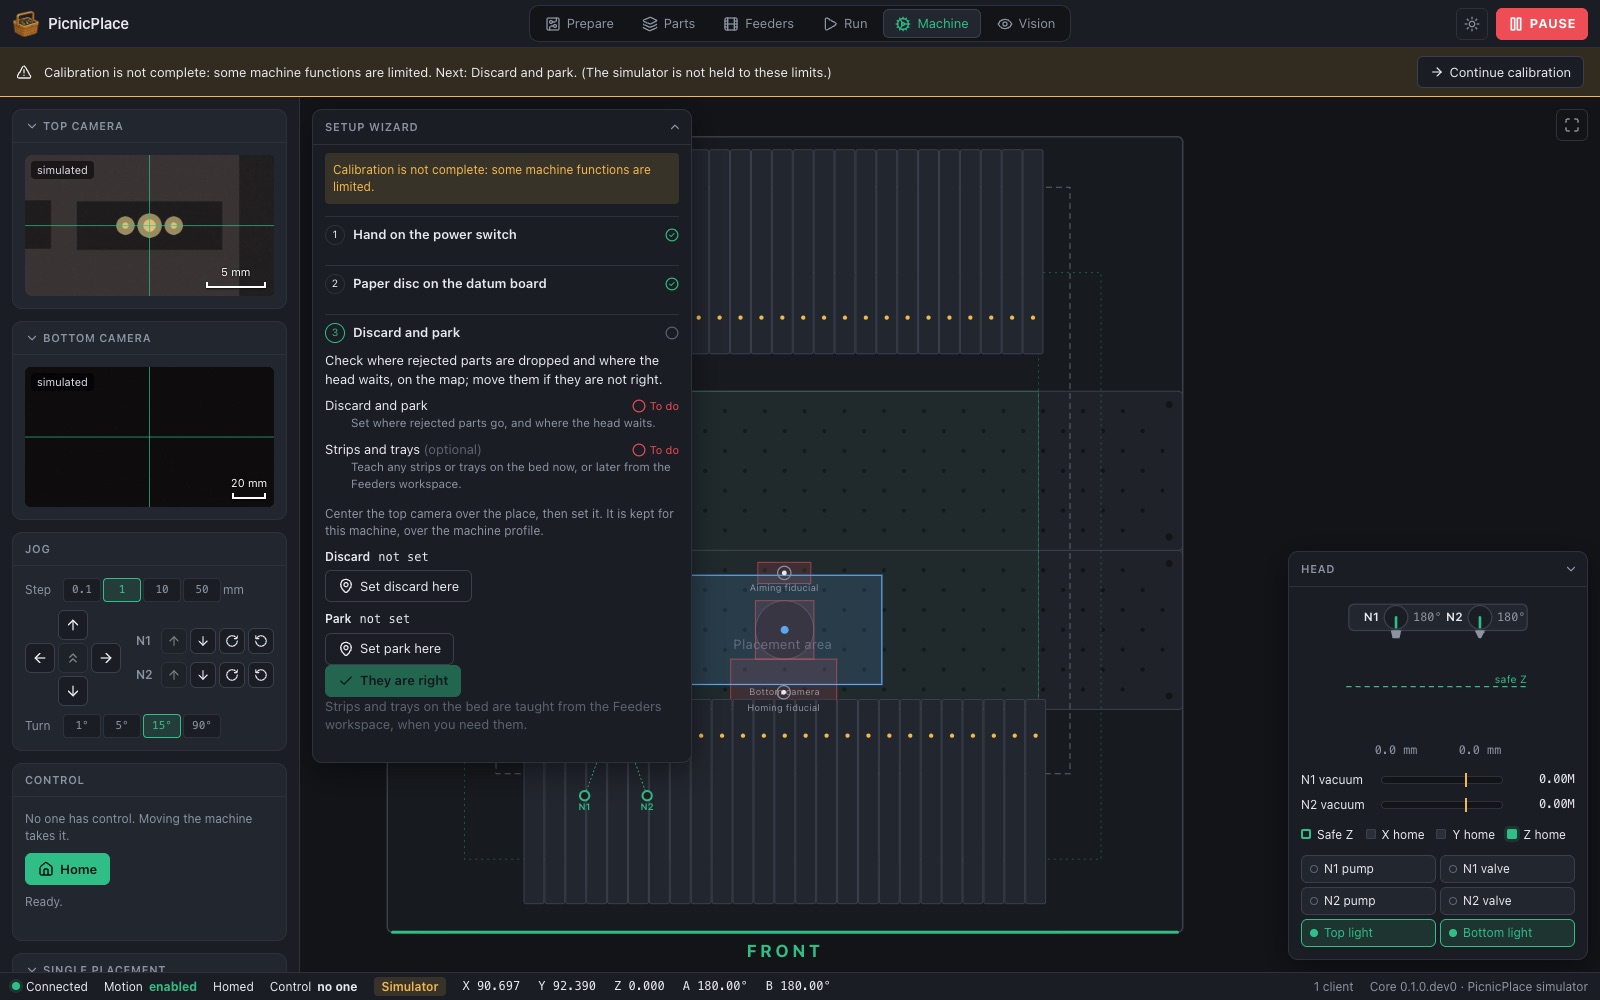 PicnicPlace
Prepare
Parts
Feeders
Run
Machine
Vision
PAUSE
Calibration is not complete: some machine functions are limited. Next: Discard and park. (The simulator is not held to these limits.)
Continue calibration
TOP CAMERA
simulated
5 mm
BOTTOM CAMERA
simulated
20 mm
JOG
Step 0.1 1 10 50 mm
N1
N2
Turn 1° 5° 15° 90°
CONTROL
No one has control. Moving the machine
takes it.
Home
Ready.
SINGLE PLACEMENT
SETUP WIZARD
Calibration is not complete: some machine functions are
limited.
1 Hand on the power switch
2 Paper disc on the datum board
3 Discard and park
Check where rejected parts are dropped and where the
head waits, on the map; move them if they are not right.
Discard and park To do
Set where rejected parts go, and where the head waits.
Strips and trays (optional) To do
Teach any strips or trays on the bed now, or later from the
Feeders workspace.
Center the top camera over the place, then set it. It is kept for
this machine, over the machine profile.
Discard not set
Set discard here
Park not set
Set park here
They are right
Strips and trays on the bed are taught from the Feeders
workspace, when you need them.
Aiming fiducial
Placement area
Bottom camera
Homing fiducial
N1
N2
FRONT
HEAD
N1 180° N2 180°
safe Z
0.0 mm 0.0 mm
N1 vacuum 0.00M
N2 vacuum 0.00M
Safe Z X home Y home Z home
N1 pump N1 valve
N2 pump N2 valve
Top light Bottom light
Connected Motion enabled Homed Control no one Simulator X 90.697 Y 92.390 Z 0.000 A 180.00° B 180.00°
1 client Core 0.1.0.dev0 · PicnicPlace simulator